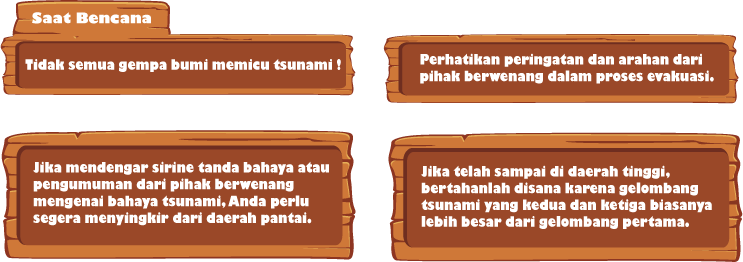 Saat Bencana
Tidak semua gempa bumi memicu tsunami !
Jika mendengar sirine tanda bahaya atau
pengumuman dari pihak berwenang
mengenai bahaya tsunami, Anda perlu
segera menyingkir dari daerah pantai.
Perhatikan peringatan dan arahan dari
pihak berwenang dalam proses evakuasi.
Jika telah sampai di daerah tinggi,
bertahanlah disana karena gelombang
tsunami yang kedua dan ketiga biasanya
lebih besar dari gelombang pertama.